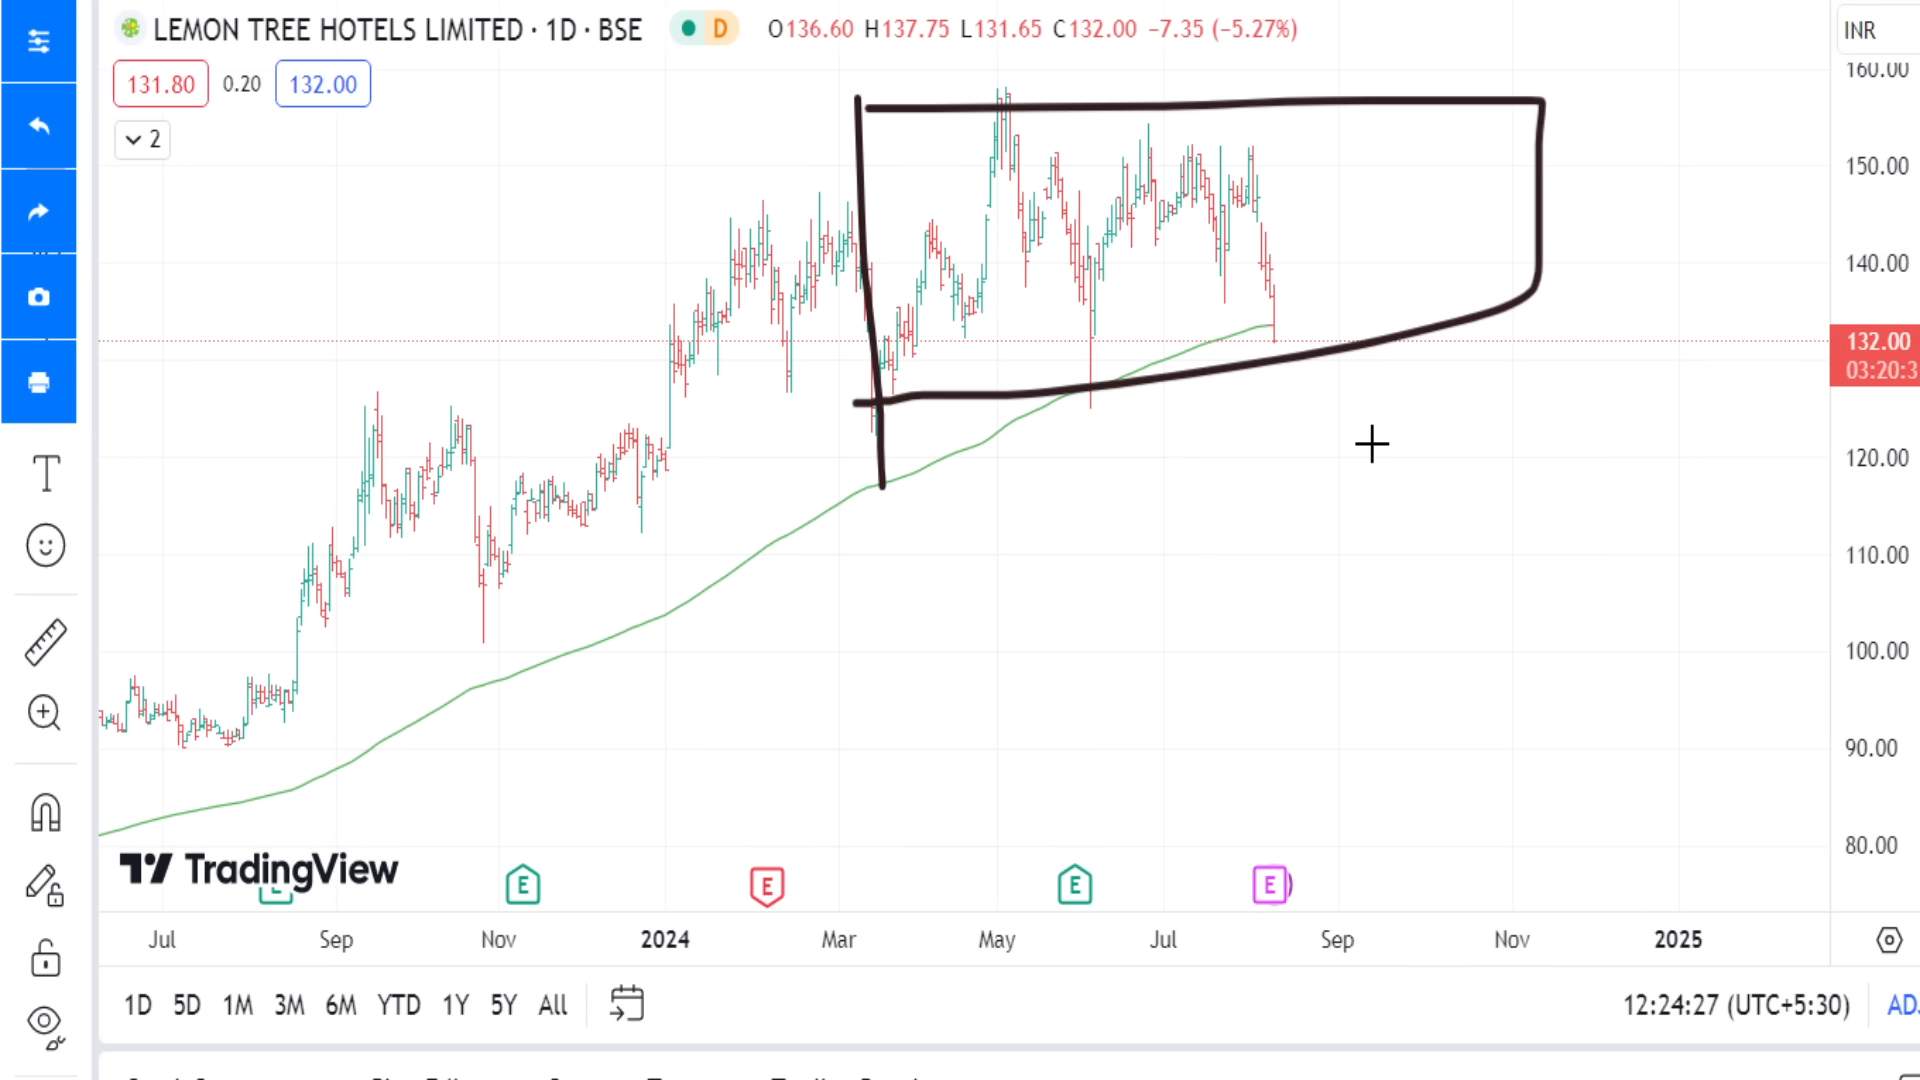 LEMON TREE HOTELS LIMITED · 1D · BSE
D
O136.60 H137.75 L131.65 C132.00 −7.35 (−5.27%)
INR
131.80 0.20 132.00
2
160.00
150.00
140.00
132.00
03:20:3
120.00
110.00
100.00
90.00
80.00
TradingView
E E E E E
Jul Sep Nov 2024 Mar May Jul Sep Nov 2025
1D 5D 1M 3M 6M YTD 1Y 5Y All
12:24:27 (UTC+5:30)